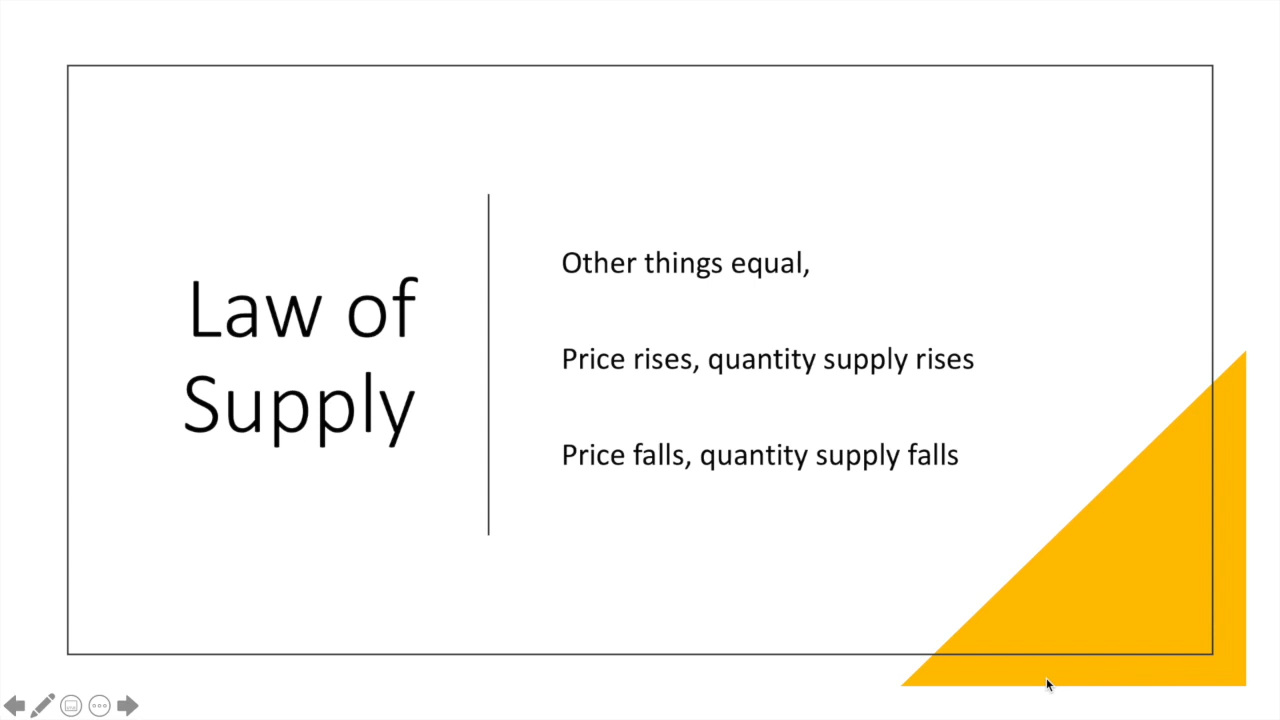 Law of
Supply
Other things equal,
Price rises, quantity supply rises
Price falls, quantity supply falls